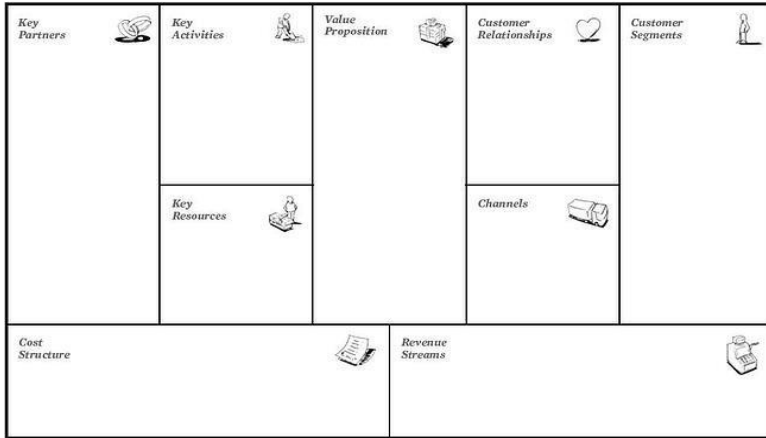 Key
Partners
Key
Activities
Value
Proposition
Customer
Relationships
Customer
Segments
Key
Resources
Channels
Cost
Structure
Revenue
Streams